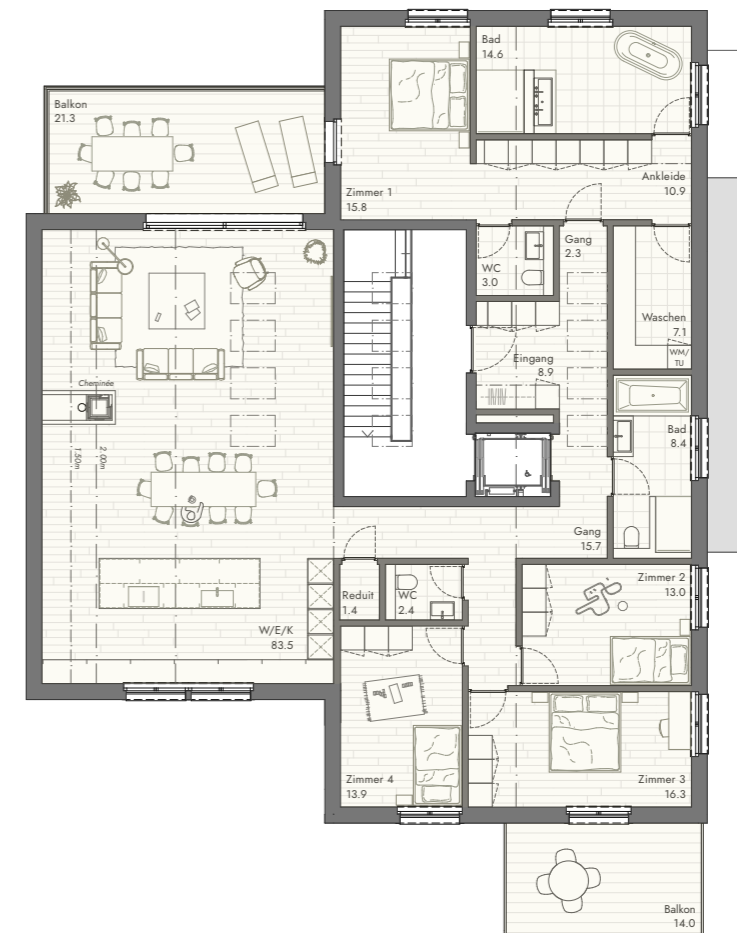 Bad
14.6
Balkon
21.3
Ankleide
10.9
Zimmer 1
15.8
Gang
2.3
WC
3.0
Waschen
7.1
WM/
TU
Eingang
8.9
Cheminée
Bad
8.4
1.50m
2.00m
Gang
15.7
Zimmer 2
13.0
Reduit
1.4
WC
2.4
W/E/K
83.5
Zimmer 4
13.9
Zimmer 3
16.3
Balkon
14.0